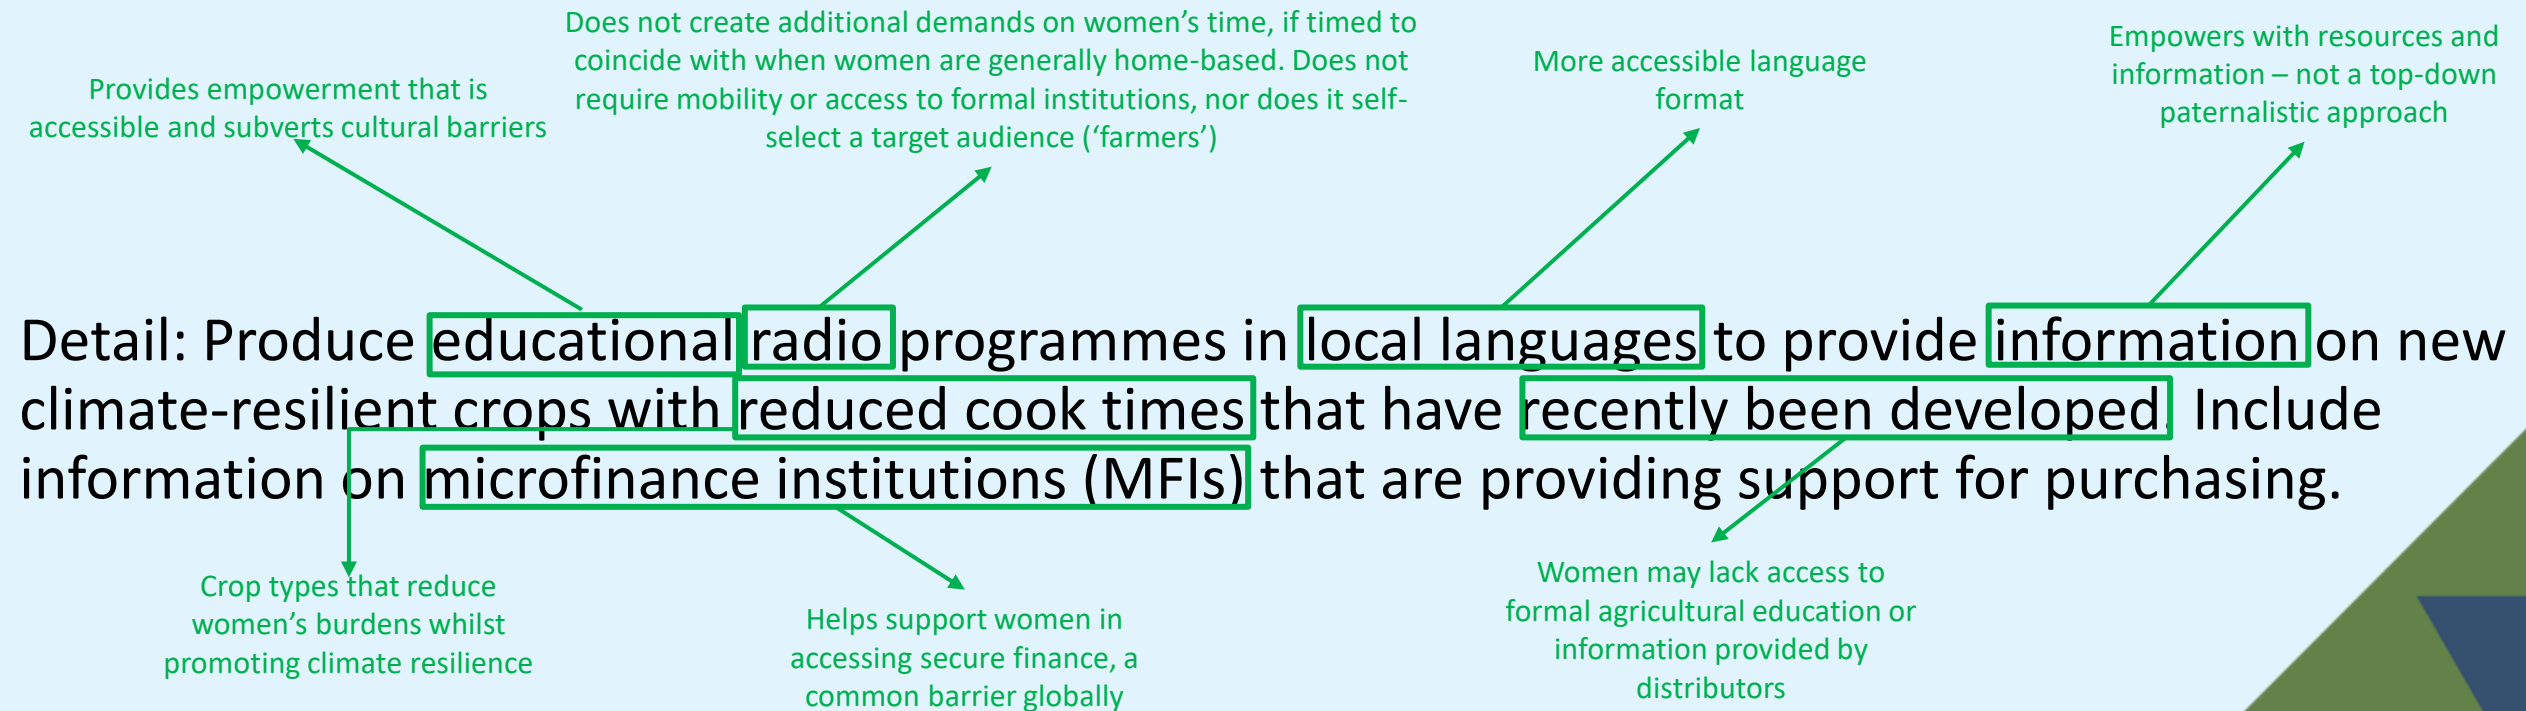 Does not create additional demands on women’s time, if timed to
coincide with when women are generally home-based. Does not
require mobility or access to formal institutions, nor does it self-
select a target audience (‘farmers’)
Provides empowerment that is
accessible and subverts cultural barriers
More accessible language
format
Empowers with resources and
information – not a top-down
paternalistic approach
Detail: Produce educational radio programmes in local languages to provide information on new
climate-resilient crops with reduced cook times that have recently been developed. Include
information on microfinance institutions (MFIs) that are providing support for purchasing.
Crop types that reduce
women’s burdens whilst
promoting climate resilience
Helps support women in
accessing secure finance, a
common barrier globally
Women may lack access to
formal agricultural education or
information provided by
distributors